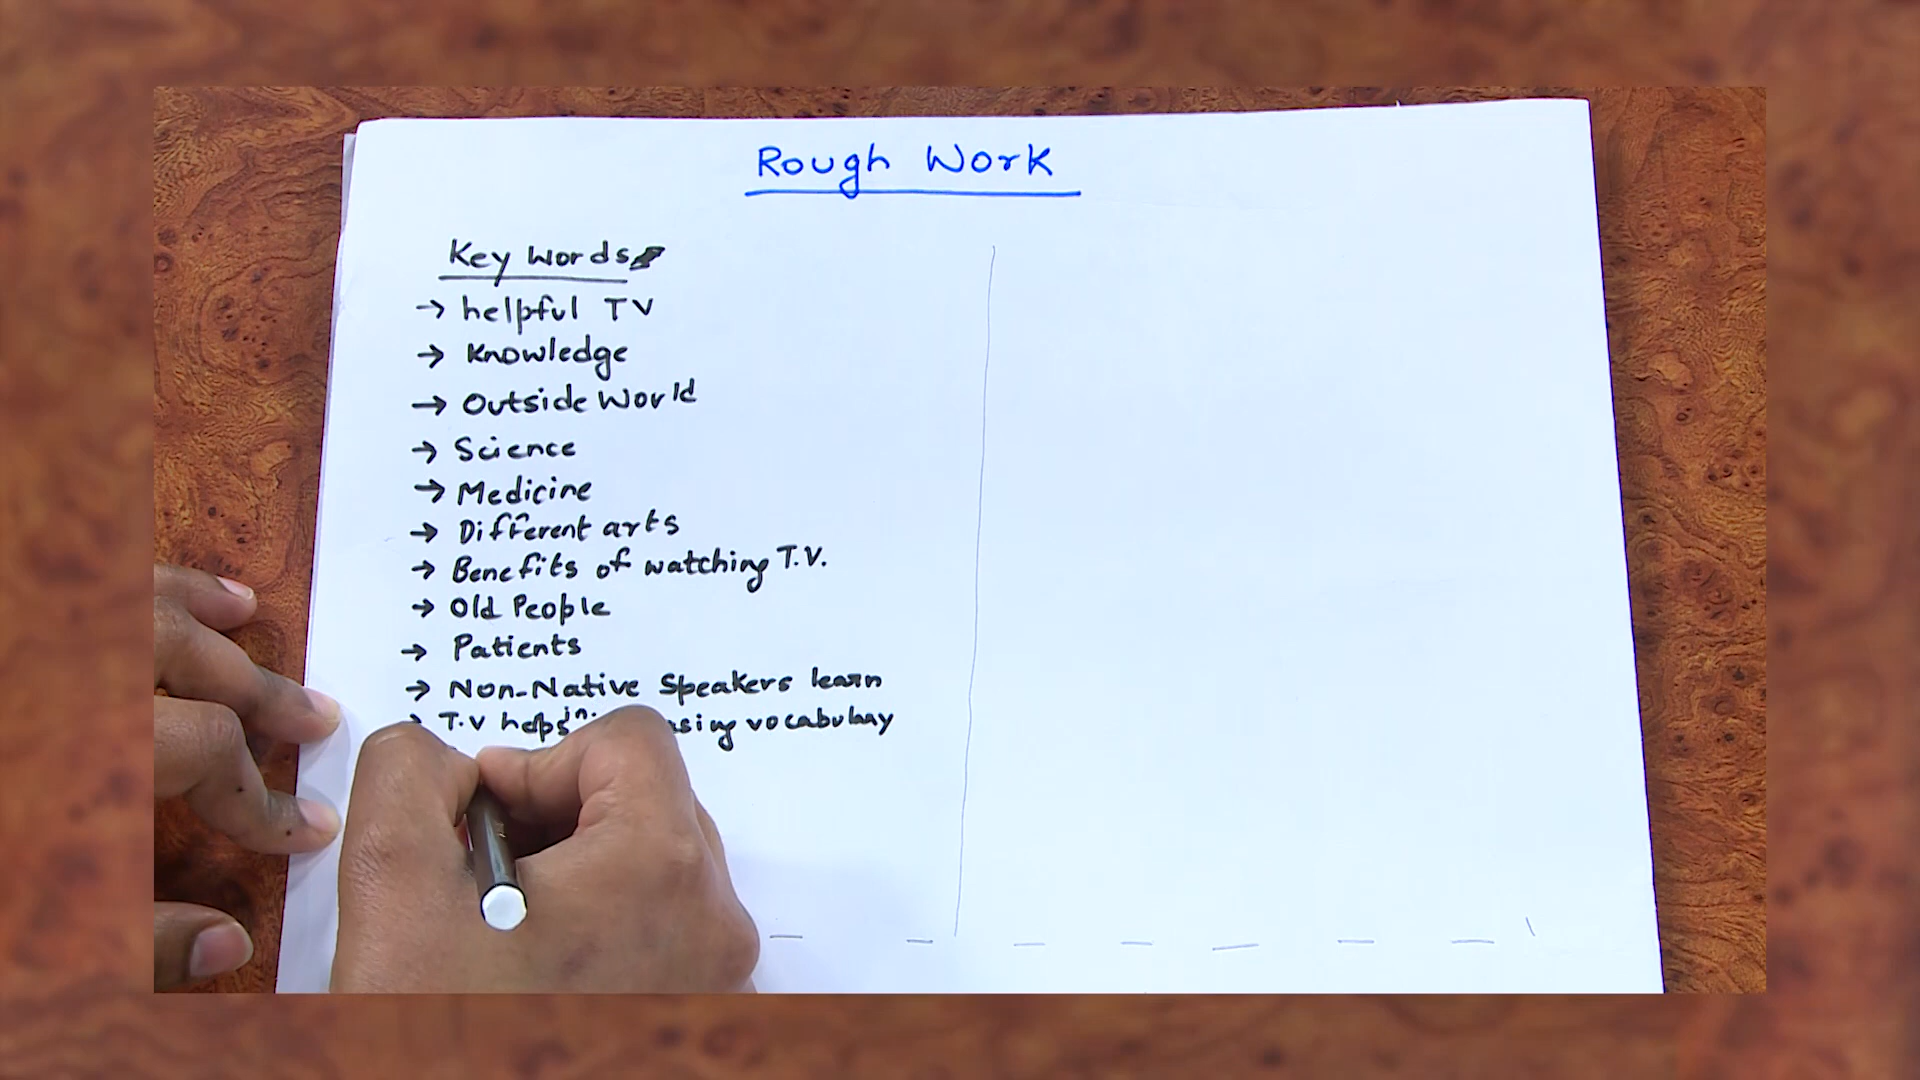 Rough Work
Key Words
→ helpful TV
→ Knowledge
→ Outside World
→ Science
→ Medicine
→ Different arts
→ Benefits of watching T.V.
→ Old People
→ Patients
→ Non-Native Speakers learn
T.V helps vocabulary